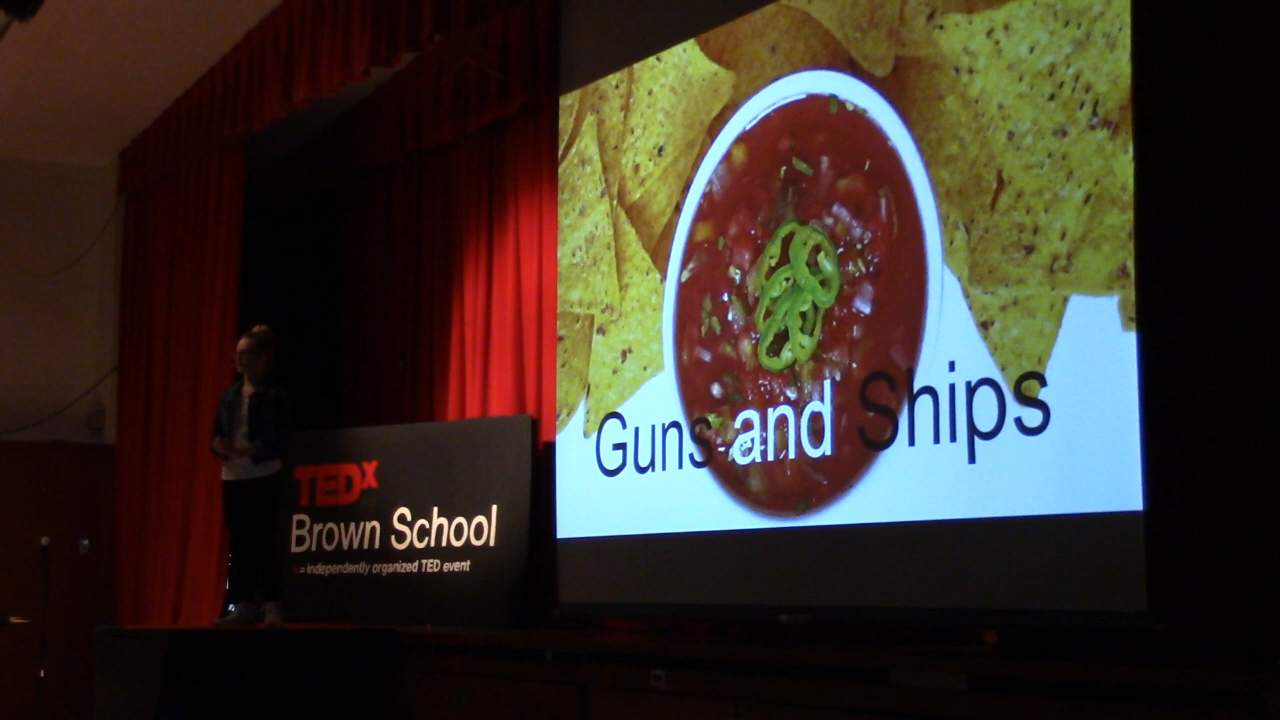 TEDx
Brown School
x = independently organized TED event
Guns and Ships